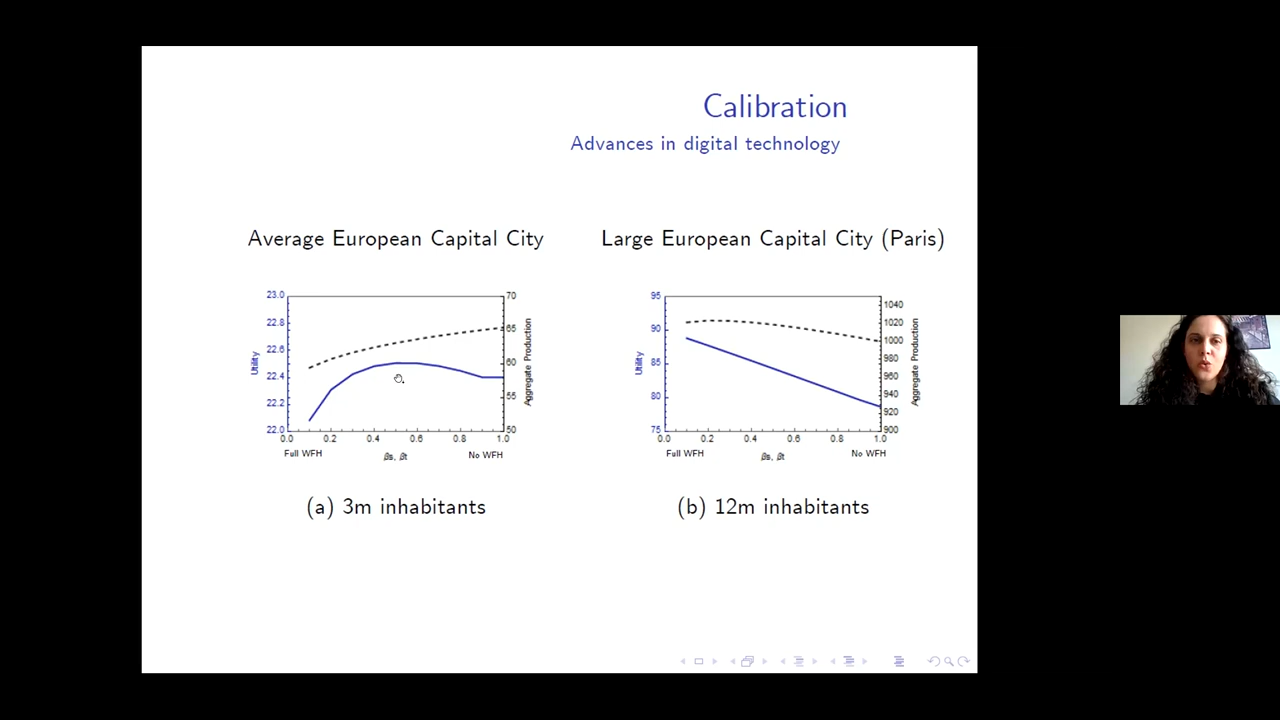 Calibration
Advances in digital technology
Average European Capital City
Large European Capital City (Paris)
23.0
22.8
22.6
22.4
22.2
22.0
Utility
70
65
60
55
50
Aggregate Production
0.0 0.2 0.4 0.6 0.8 1.0
Full WFH βs, βt No WFH
95
90
85
80
75
Utility
1040
1020
1000
980
960
940
920
900
Aggregate Production
0.0 0.2 0.4 0.6 0.8 1.0
Full WFH βs, βt No WFH
(a) 3m inhabitants
(b) 12m inhabitants